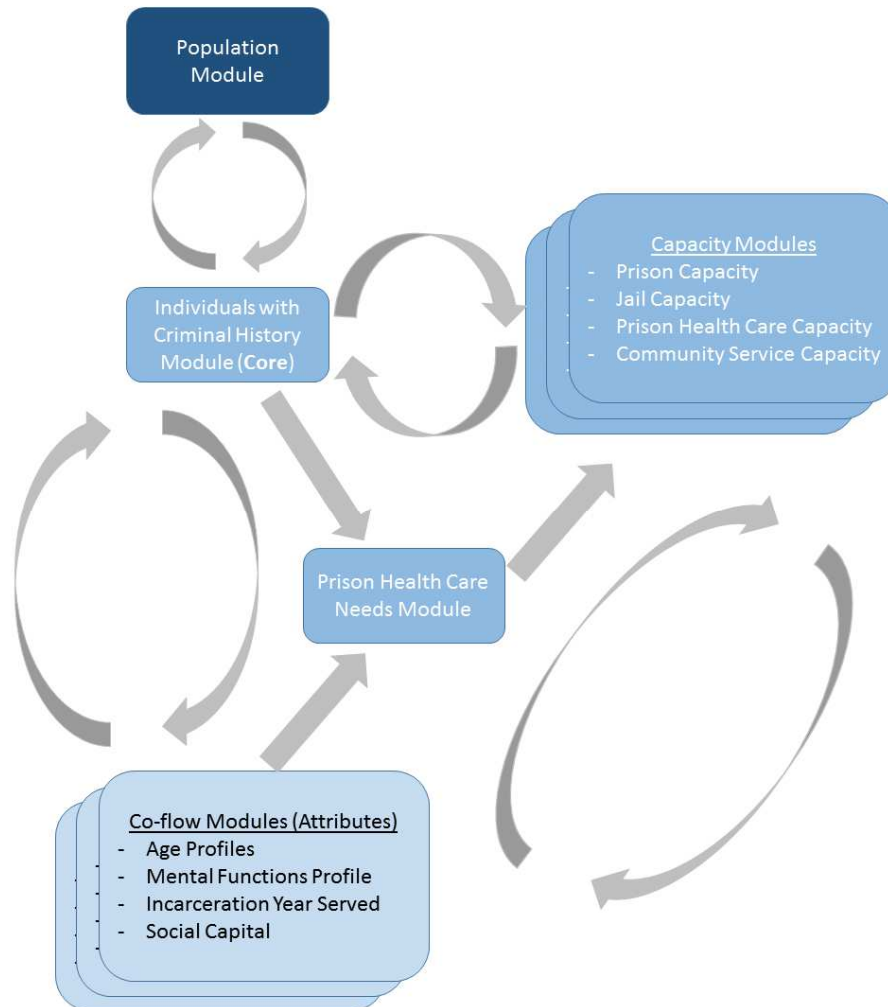 Population
Module
Individuals with
Criminal History
Module (Core)
Capacity Modules
- Prison Capacity
- Jail Capacity
- Prison Health Care Capacity
- Community Service Capacity
Prison Health Care
Needs Module
Co-flow Modules (Attributes)
- Age Profiles
- Mental Functions Profile
- Incarceration Year Served
- Social Capital